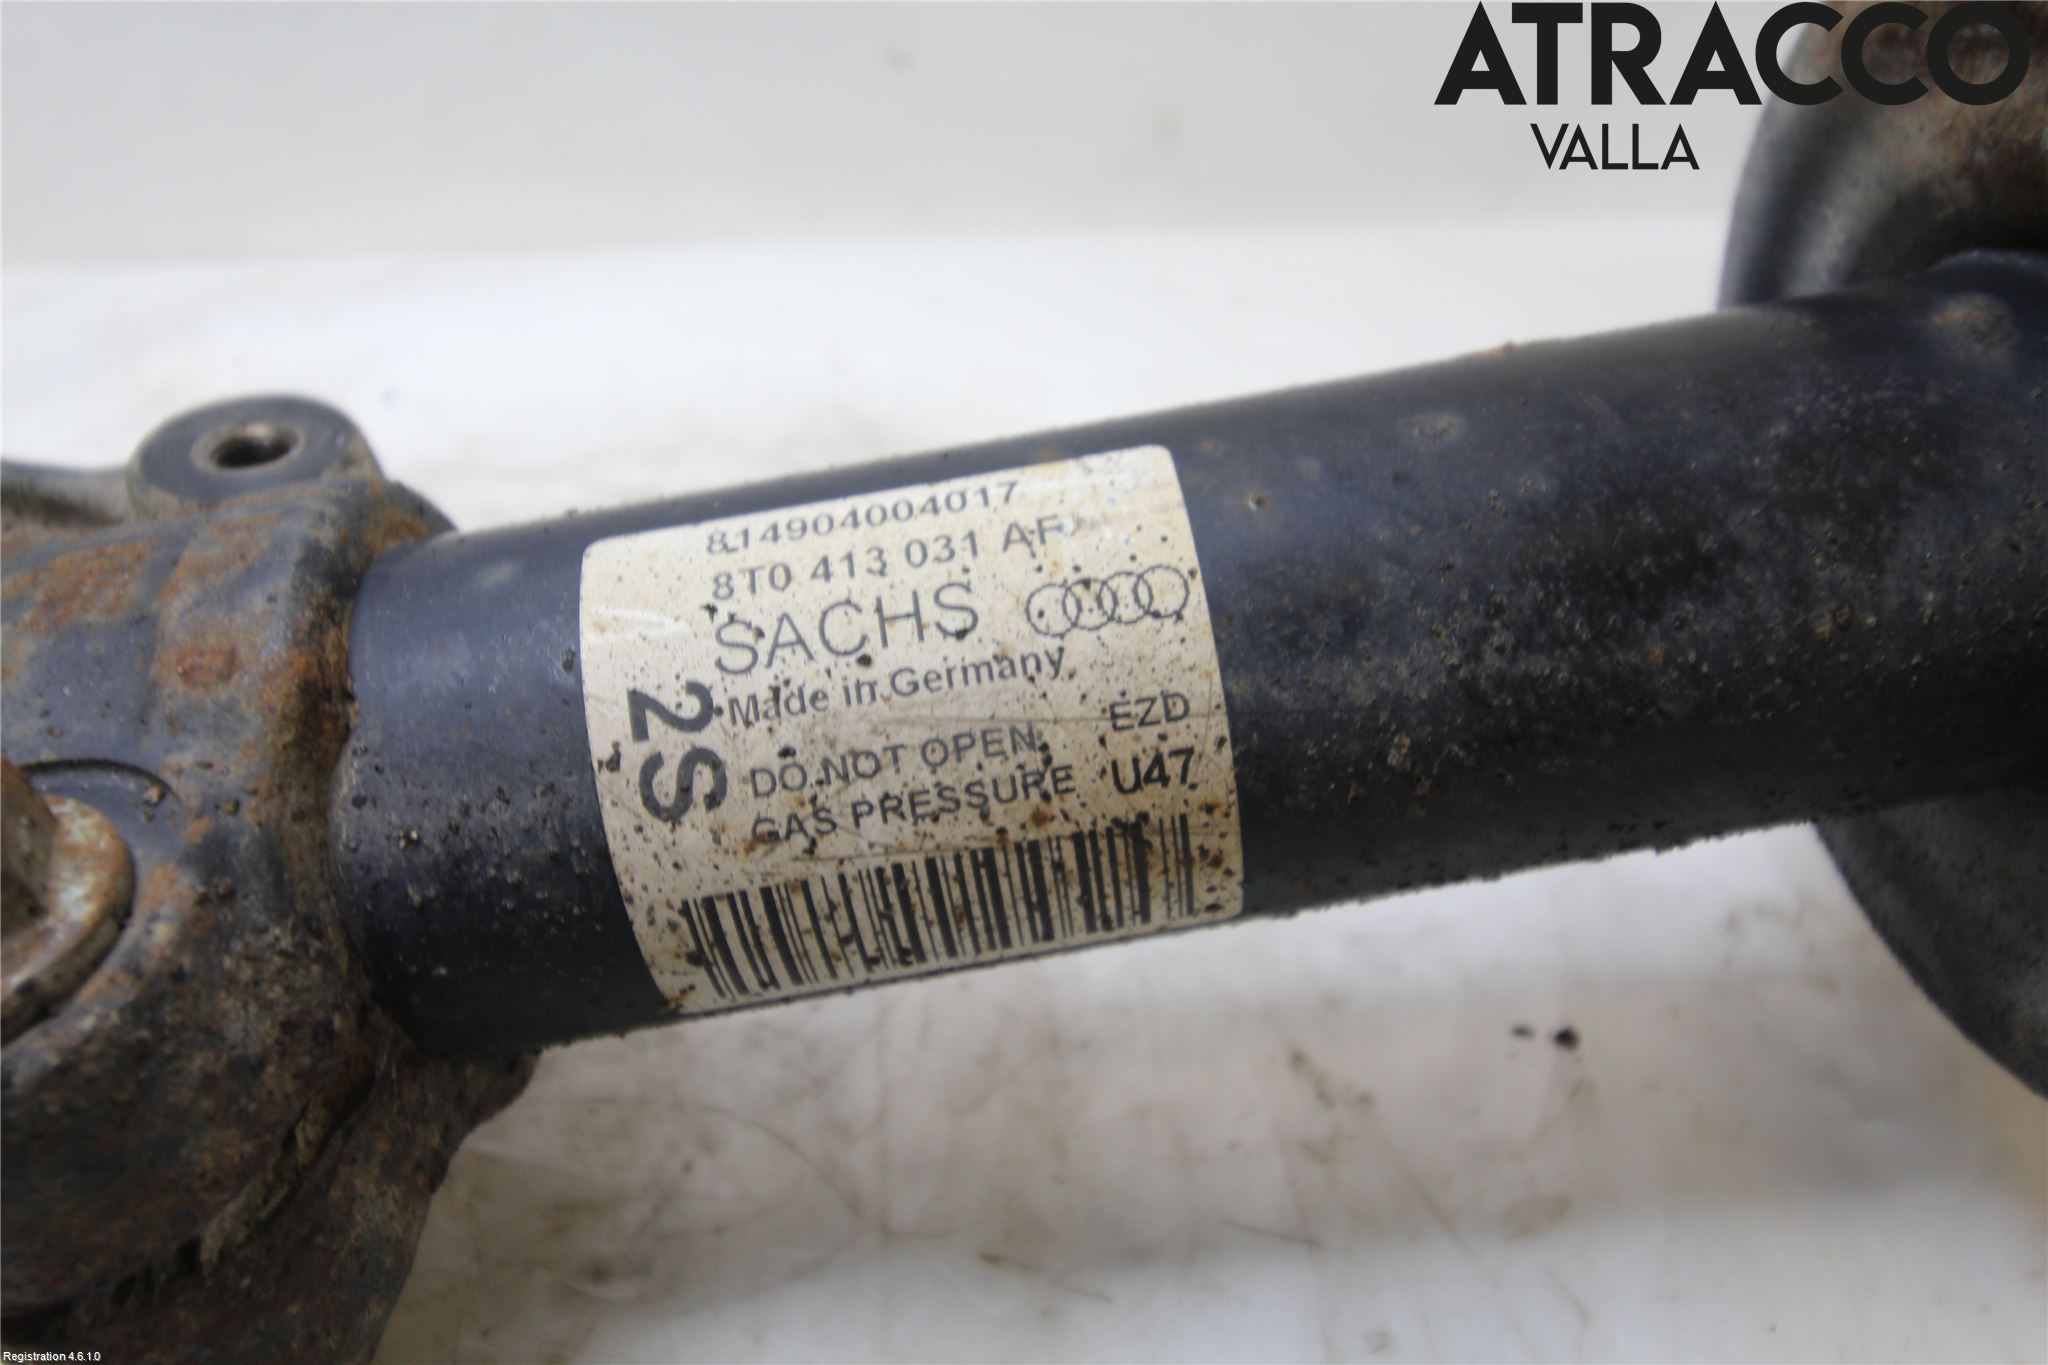 ATRACCO
VALLA
814904004017
8T0 413 031 AF
SACHS
Made in Germany
2S
DO NOT OPEN EZD
GAS PRESSURE U47
Registration 4.6.1.0